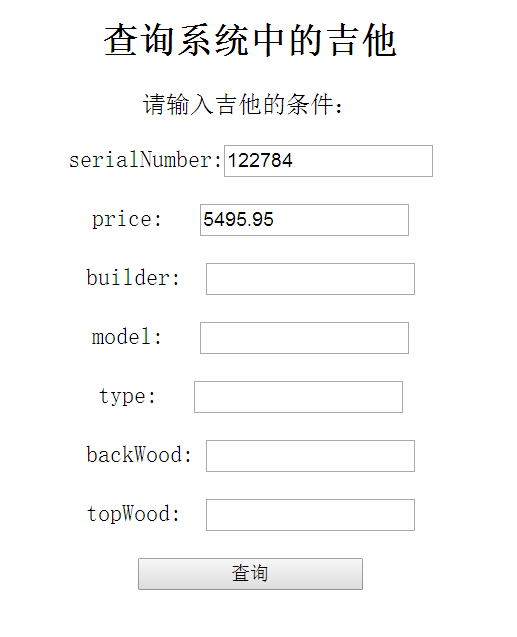 查询系统中的吉他
请输入吉他的条件：
serialNumber: 122784
price: 5495.95
builder:
model:
type:
backWood:
topWood:
查询